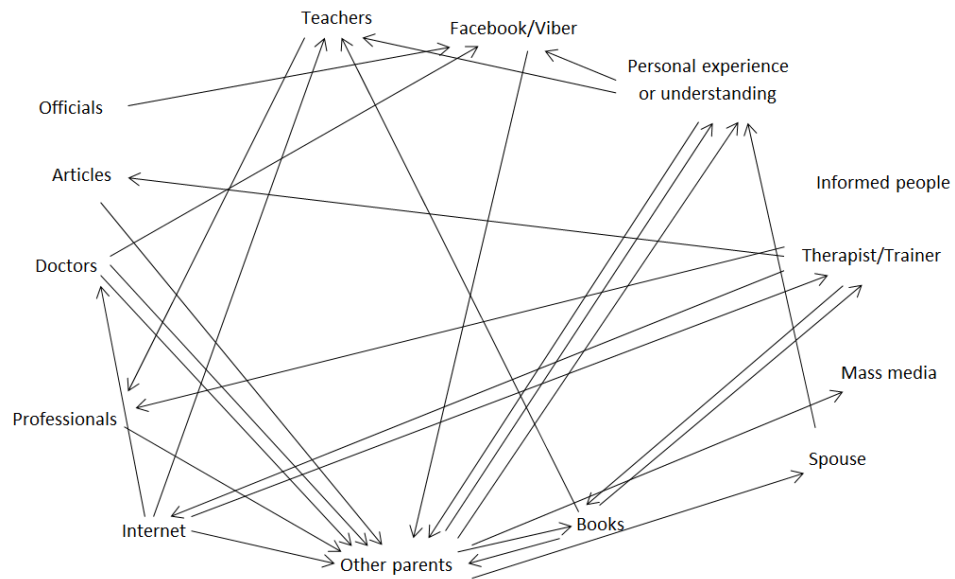 Teachers
Facebook/Viber
Personal experience
or understanding
Officials
Articles
Informed people
Doctors
Therapist/Trainer
Mass media
Professionals
Spouse
Internet
Books
Other parents